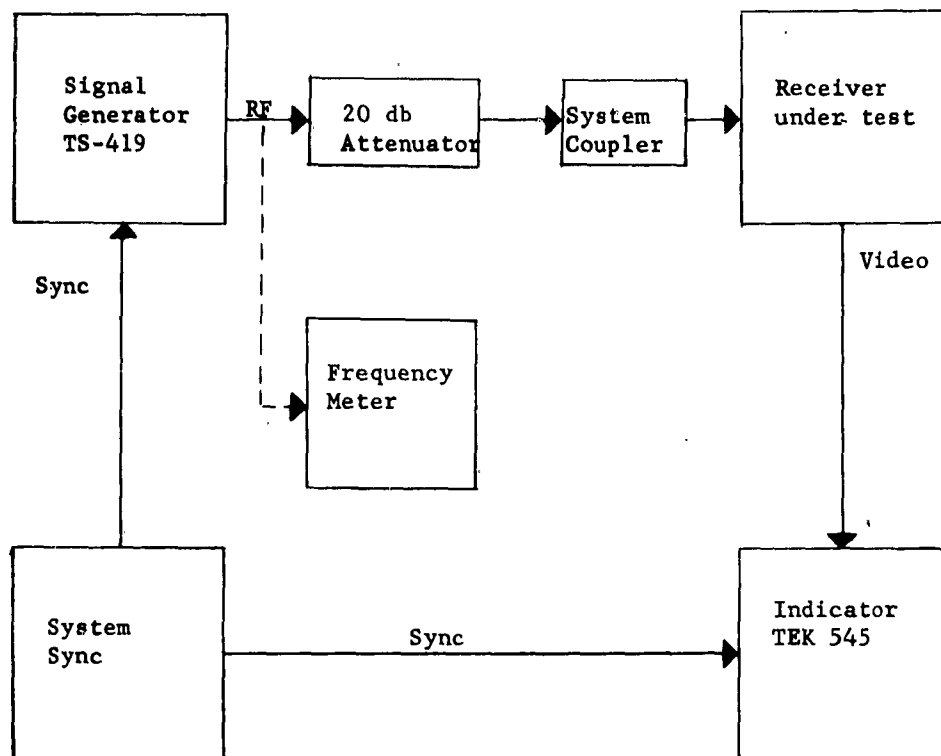 Signal
Generator
TS-419
RF
20 db
Attenuator
System
Coupler
Receiver
under test
Sync
Video
Frequency
Meter
System
Sync
Sync
Indicator
TEK 545